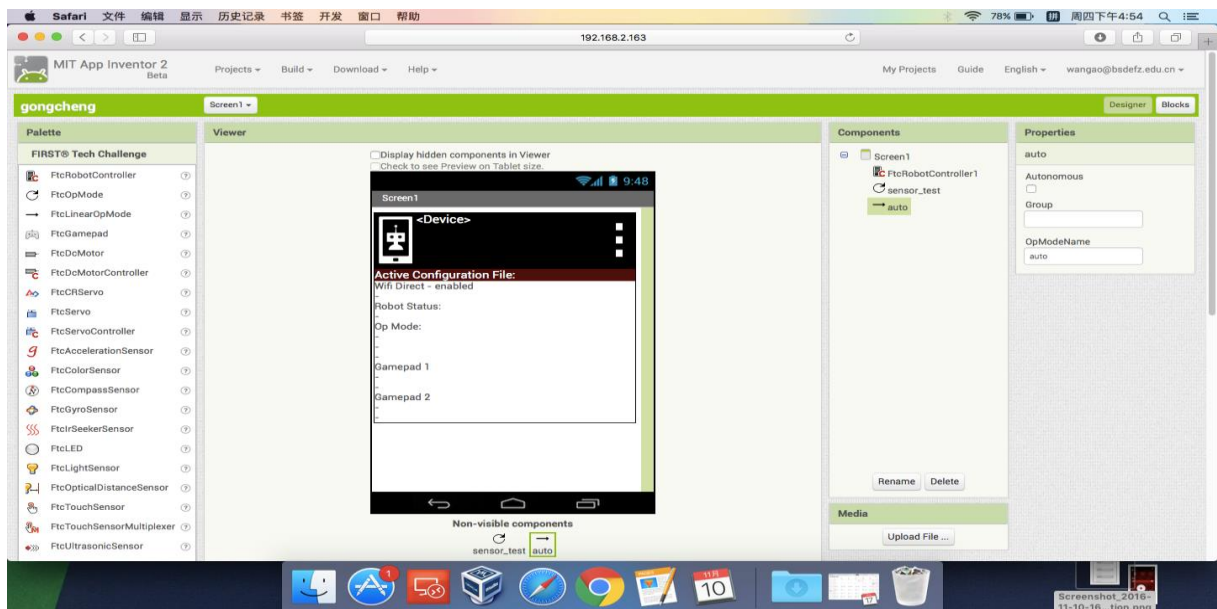 Safari 文件 编辑 显示 历史记录 书签 开发 窗口 帮助 78% 周四下午4:54
192.168.2.163
MIT App Inventor 2
Beta
Projects Build Download Help My Projects Guide English wangao@bsdefz.edu.cn
gongcheng Screen1 Designer Blocks
Palette
FIRST® Tech Challenge
FtcRobotController
FtcOpMode
FtcLinearOpMode
FtcGamepad
FtcDcMotor
FtcDcMotorController
FtcCRServo
FtcServo
FtcServoController
FtcAccelerationSensor
FtcColorSensor
FtcCompassSensor
FtcGyroSensor
FtcIrSeekerSensor
FtcLED
FtcLightSensor
FtcOpticalDistanceSensor
FtcTouchSensor
FtcTouchSensorMultiplexer
FtcUltrasonicSensor
Viewer
Display hidden components in Viewer
Check to see Preview on Tablet size.
9:48
Screen1
<Device>
Active Configuration File:
Wifi Direct - enabled
-
Robot Status:
-
Op Mode:
-
-
-
Gamepad 1
-
-
Gamepad 2
-
-
Non-visible components
sensor_test auto
Components
Screen1
FtcRobotController1
sensor_test
auto
Rename Delete
Media
Upload File ...
Properties
auto
Autonomous
Group
OpModeName
auto
1
11月
10
17
Screenshot_2016-
11-10-16...tion.png